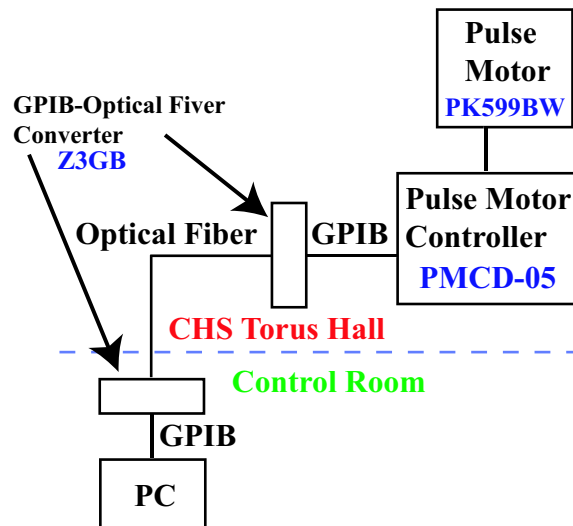 Pulse
Motor
PK599BW
GPIB-Optical Fiver
Converter
Z3GB
Pulse Motor
Controller
PMCD-05
Optical Fiber
GPIB
CHS Torus Hall
Control Room
GPIB
PC